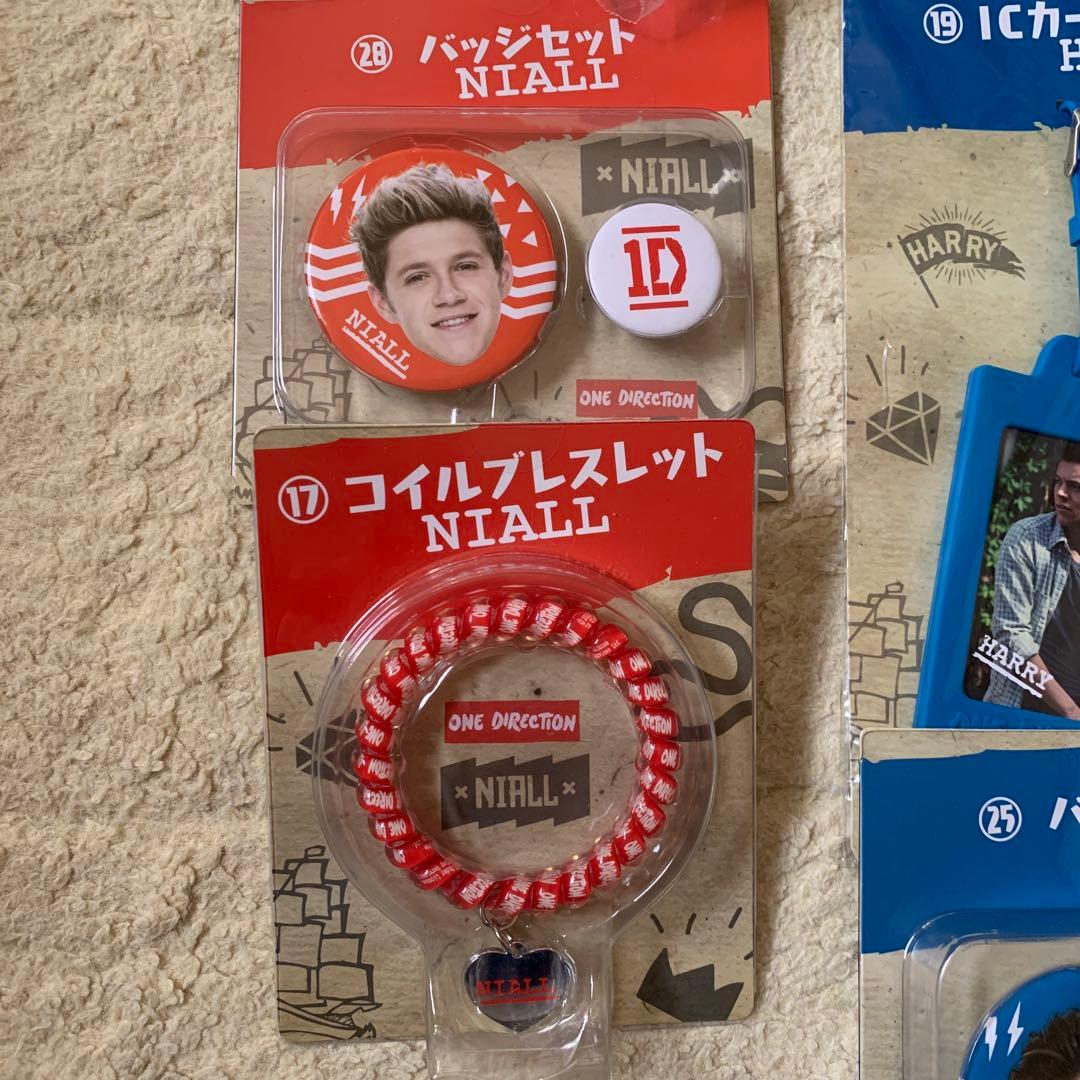 ㉘ バッジセット
NIALL
× NIALL ×
NIALL
1D
ONE DIRECTION
⑰ コイルブレスレット
NIALL
ONE DIRECTION
× NIALL ×
NIALL
⑲ ICカー
H
HARRY
HARRY
㉕